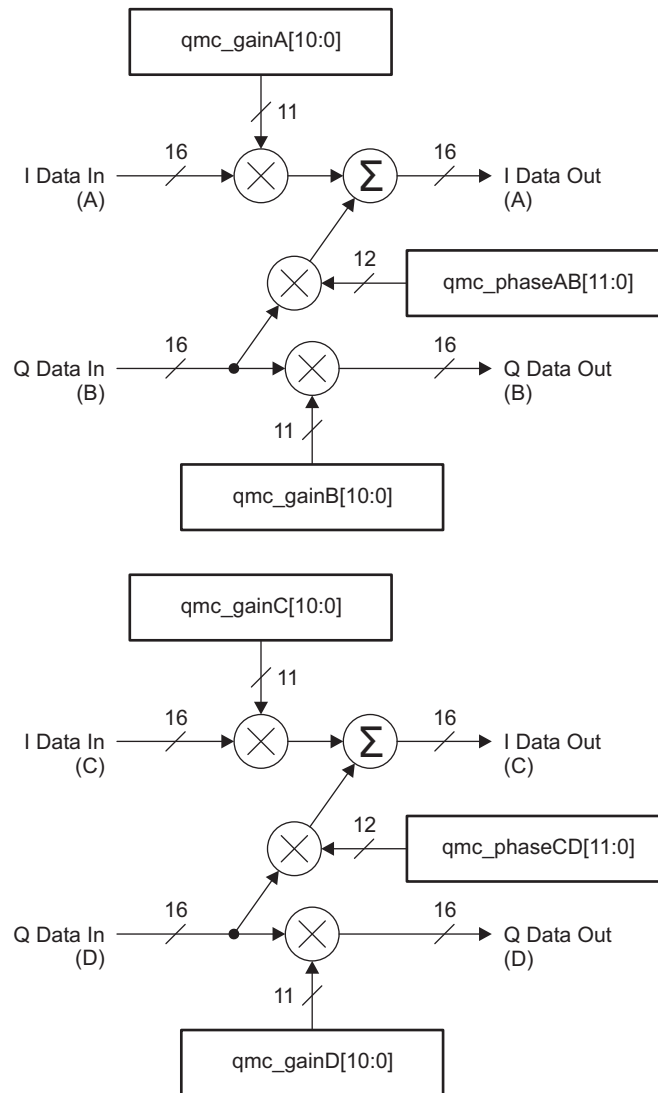 qmc_gainA[10:0]
11
I Data In
(A)
16
Σ
16
I Data Out
(A)
12
qmc_phaseAB[11:0]
Q Data In
(B)
16
16
Q Data Out
(B)
11
qmc_gainB[10:0]
qmc_gainC[10:0]
11
I Data In
(C)
16
Σ
16
I Data Out
(C)
12
qmc_phaseCD[11:0]
Q Data In
(D)
16
16
Q Data Out
(D)
11
qmc_gainD[10:0]